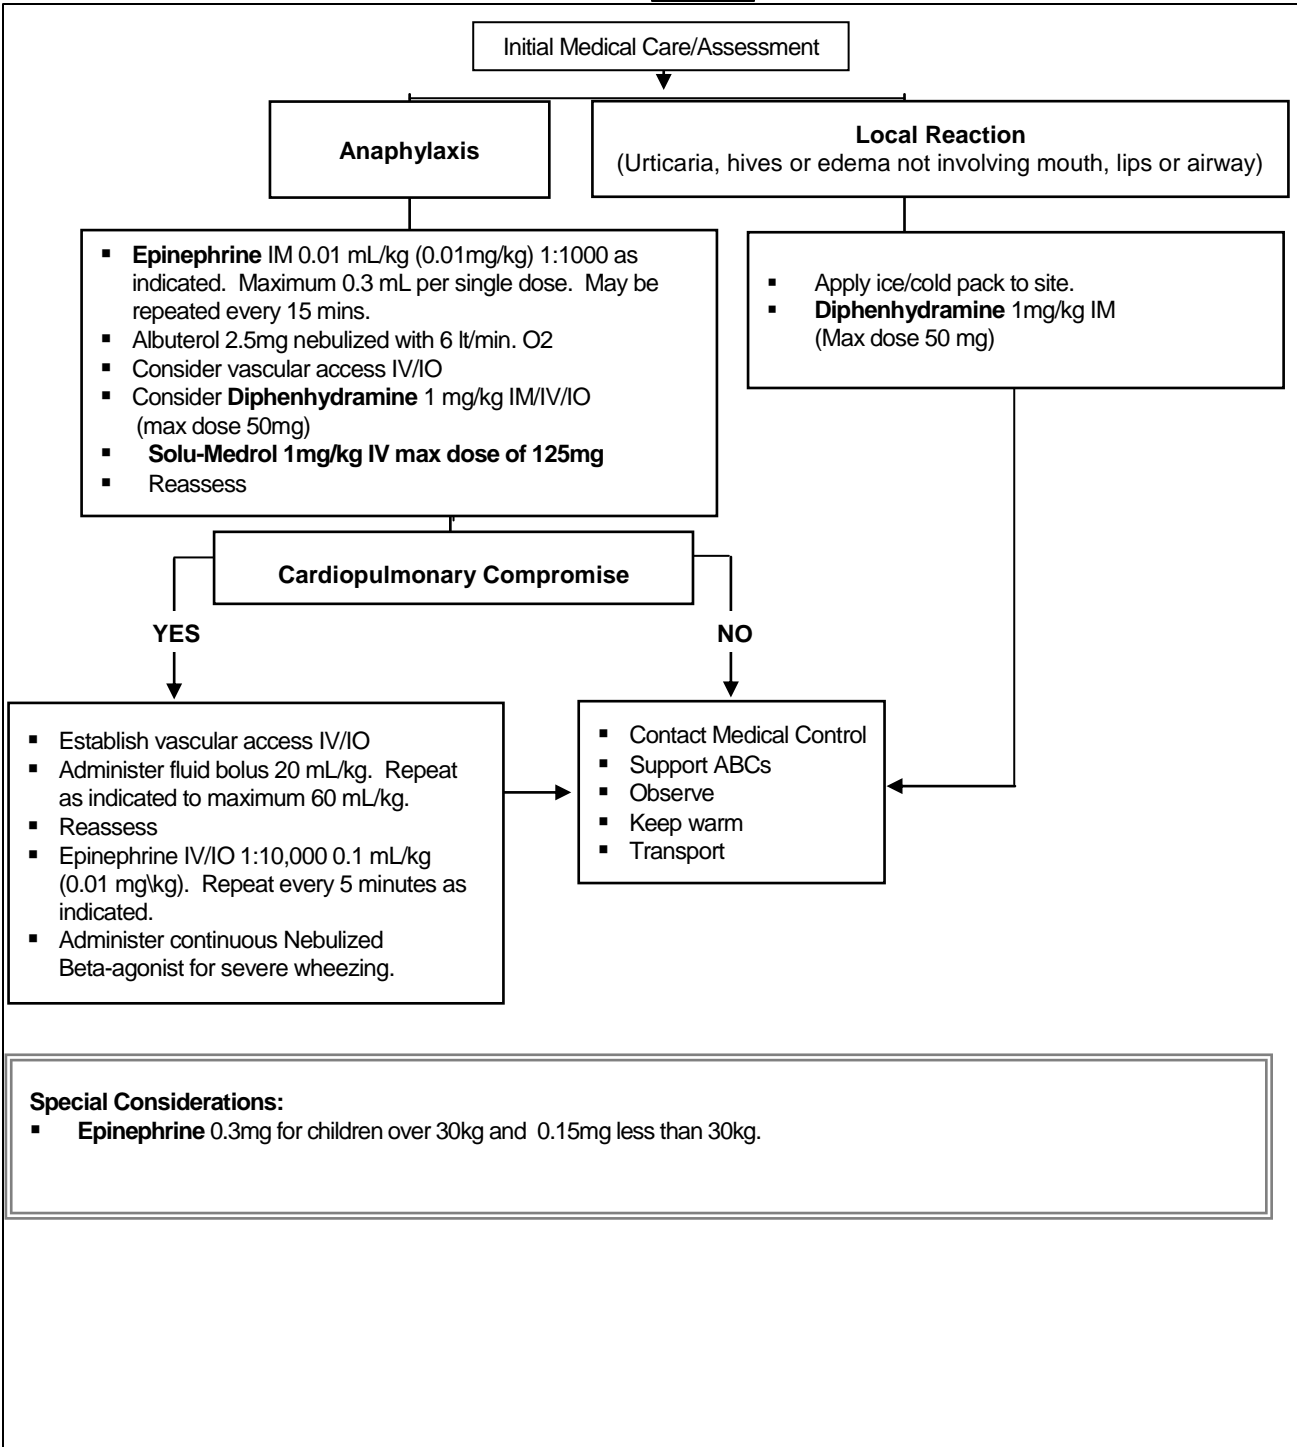 Initial Medical Care/Assessment
Anaphylaxis
Local Reaction
(Urticaria, hives or edema not involving mouth, lips or airway)
▪ Epinephrine IM 0.01 mL/kg (0.01mg/kg) 1:1000 as
indicated. Maximum 0.3 mL per single dose. May be
repeated every 15 mins.
▪ Albuterol 2.5mg nebulized with 6 lt/min. O2
▪ Consider vascular access IV/IO
▪ Consider Diphenhydramine 1 mg/kg IM/IV/IO
(max dose 50mg)
▪ Solu-Medrol 1mg/kg IV max dose of 125mg
▪ Reassess
▪ Apply ice/cold pack to site.
▪ Diphenhydramine 1mg/kg IM
(Max dose 50 mg)
Cardiopulmonary Compromise
YES
NO
▪ Establish vascular access IV/IO
▪ Administer fluid bolus 20 mL/kg. Repeat
as indicated to maximum 60 mL/kg.
▪ Reassess
▪ Epinephrine IV/IO 1:10,000 0.1 mL/kg
(0.01 mg\kg). Repeat every 5 minutes as
indicated.
▪ Administer continuous Nebulized
Beta-agonist for severe wheezing.
▪ Contact Medical Control
▪ Support ABCs
▪ Observe
▪ Keep warm
▪ Transport
Special Considerations:
▪ Epinephrine 0.3mg for children over 30kg and 0.15mg less than 30kg.